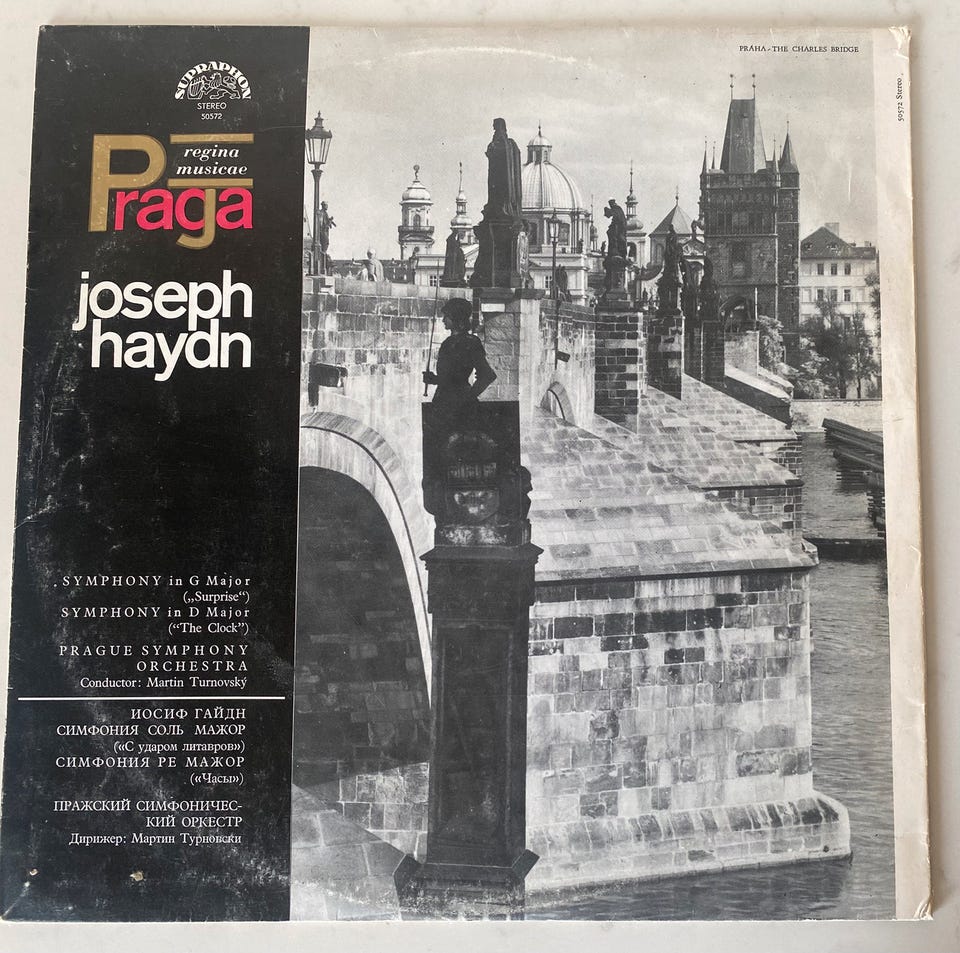 SUPRAPHON
STEREO
50572
regina
musicae
Praga
joseph
haydn
SYMPHONY in G Major
(„Surprise“)
SYMPHONY in D Major
(“The Clock”)
PRAGUE SYMPHONY
ORCHESTRA
Conductor: Martin Turnovský
ИОСИФ ГАЙДН
СИМФОНИЯ СОЛЬ МАЖОР
(«С ударом литавров»)
СИМФОНИЯ РЕ МАЖОР
(«Часы»)
ПРАЖСКИЙ СИМФОНИЧЕС-
КИЙ ОРКЕСТР
Дирижер: Мартин Турновски
PRAHA - THE CHARLES BRIDGE
50572 Stereo